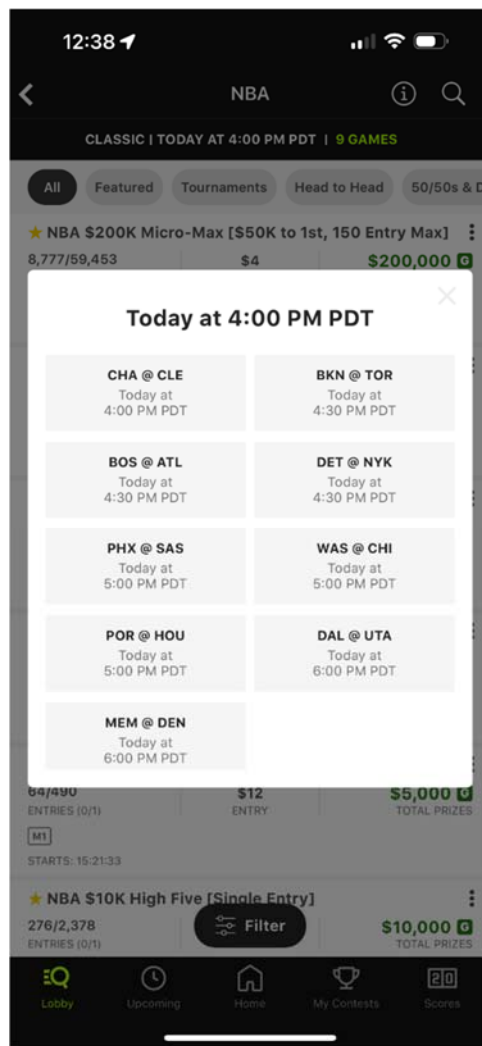 12:38
NBA
CLASSIC | TODAY AT 4:00 PM PDT | 9 GAMES
All Featured Tournaments Head to Head 50/50s & D
NBA $200K Micro-Max [$50K to 1st, 150 Entry Max]
8,777/59,453 $4 $200,000 G
Today at 4:00 PM PDT
CHA @ CLE BKN @ TOR
Today at Today at
4:00 PM PDT 4:30 PM PDT
BOS @ ATL DET @ NYK
Today at Today at
4:30 PM PDT 4:30 PM PDT
PHX @ SAS WAS @ CHI
Today at Today at
5:00 PM PDT 5:00 PM PDT
POR @ HOU DAL @ UTA
Today at Today at
5:00 PM PDT 6:00 PM PDT
MEM @ DEN
Today at
6:00 PM PDT
64/490 $12 $5,000 G
ENTRIES (0/1) ENTRY TOTAL PRIZES
M1
STARTS: 15:21:33
NBA $10K High Five [Single Entry]
276/2,378 Filter $10,000 G
ENTRIES (0/1) TOTAL PRIZES
Lobby Upcoming Home My Contests Scores